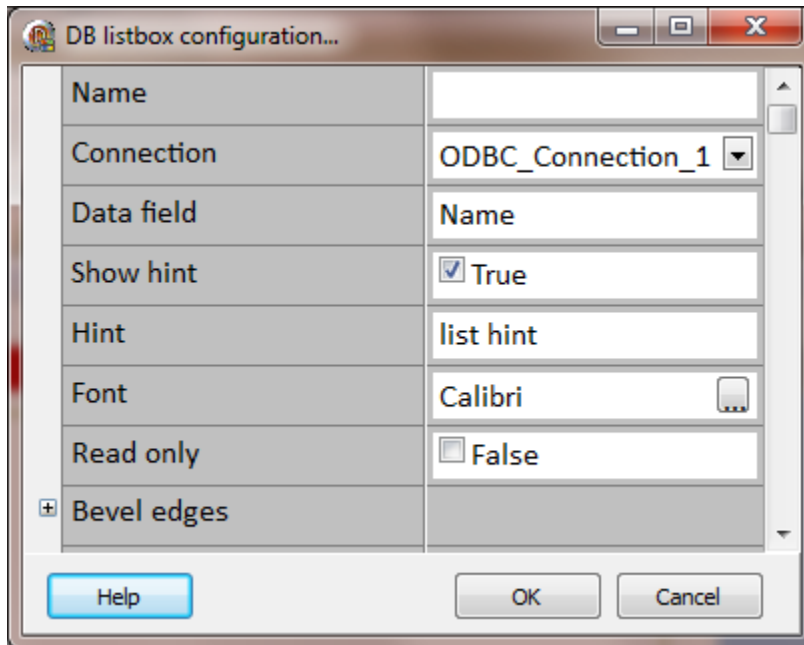 DB listbox configuration...
Name
Connection ODBC_Connection_1
Data field Name
Show hint True
Hint list hint
Font Calibri ...
Read only False
Bevel edges
Help OK Cancel